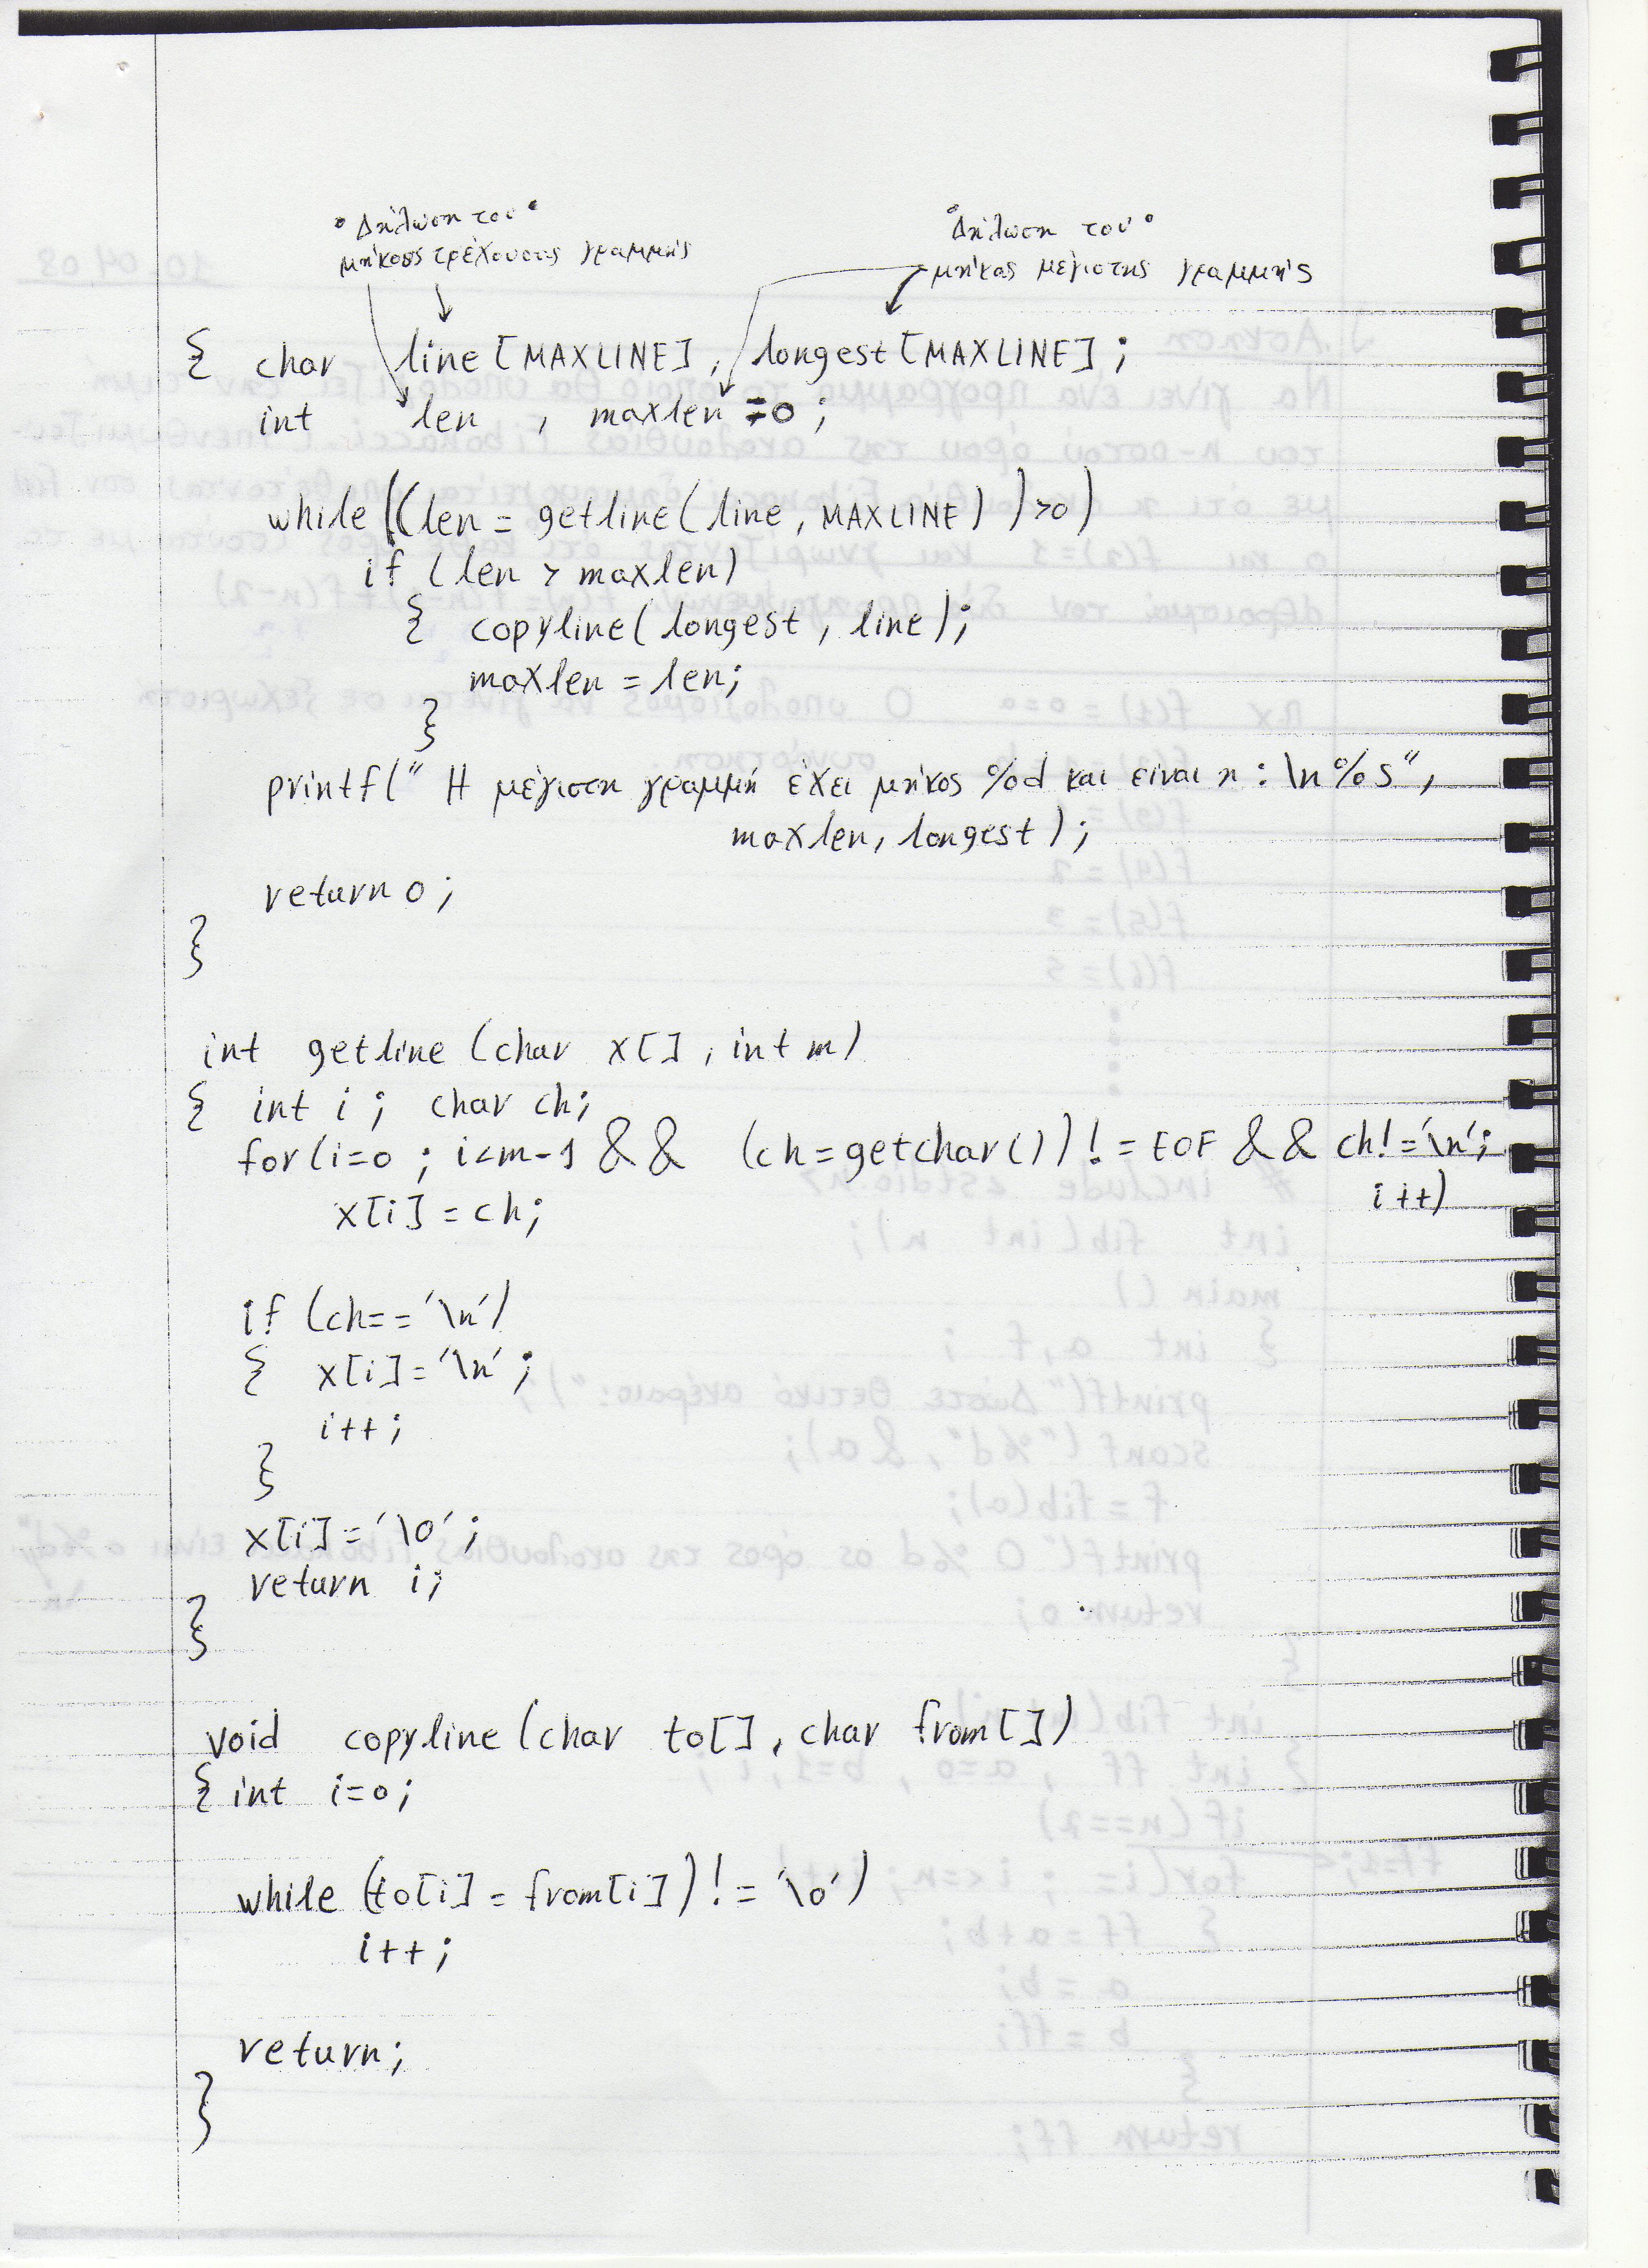 "Δήλωση του"
μήκους τρέχουσας γραμμής
"Δήλωση του"
μήκος μέγιστης γραμμής
{ char line[MAXLINE], longest[MAXLINE];
int len , maxlen =0;
while((len = getline(line, MAXLINE))>0)
if (len > maxlen)
{ copyline(longest, line);
maxlen = len;
}
printf(" Η μέγιστη γραμμή έχει μήκος %d και είναι η : \n%s",
maxlen, longest);
return 0;
}
int getline (char x[], int m)
{ int i; char ch;
for(i=0; i<m-1 && (ch=getchar())!=EOF && ch!='\n';
i++)
x[i]=ch;
if (ch=='\n')
{ x[i]='\n';
i++;
}
x[i]='\0';
return i;
}
void copyline(char to[], char from[])
{ int i=0;
while (to[i] = from[i])!='\0')
i++;
return;
}